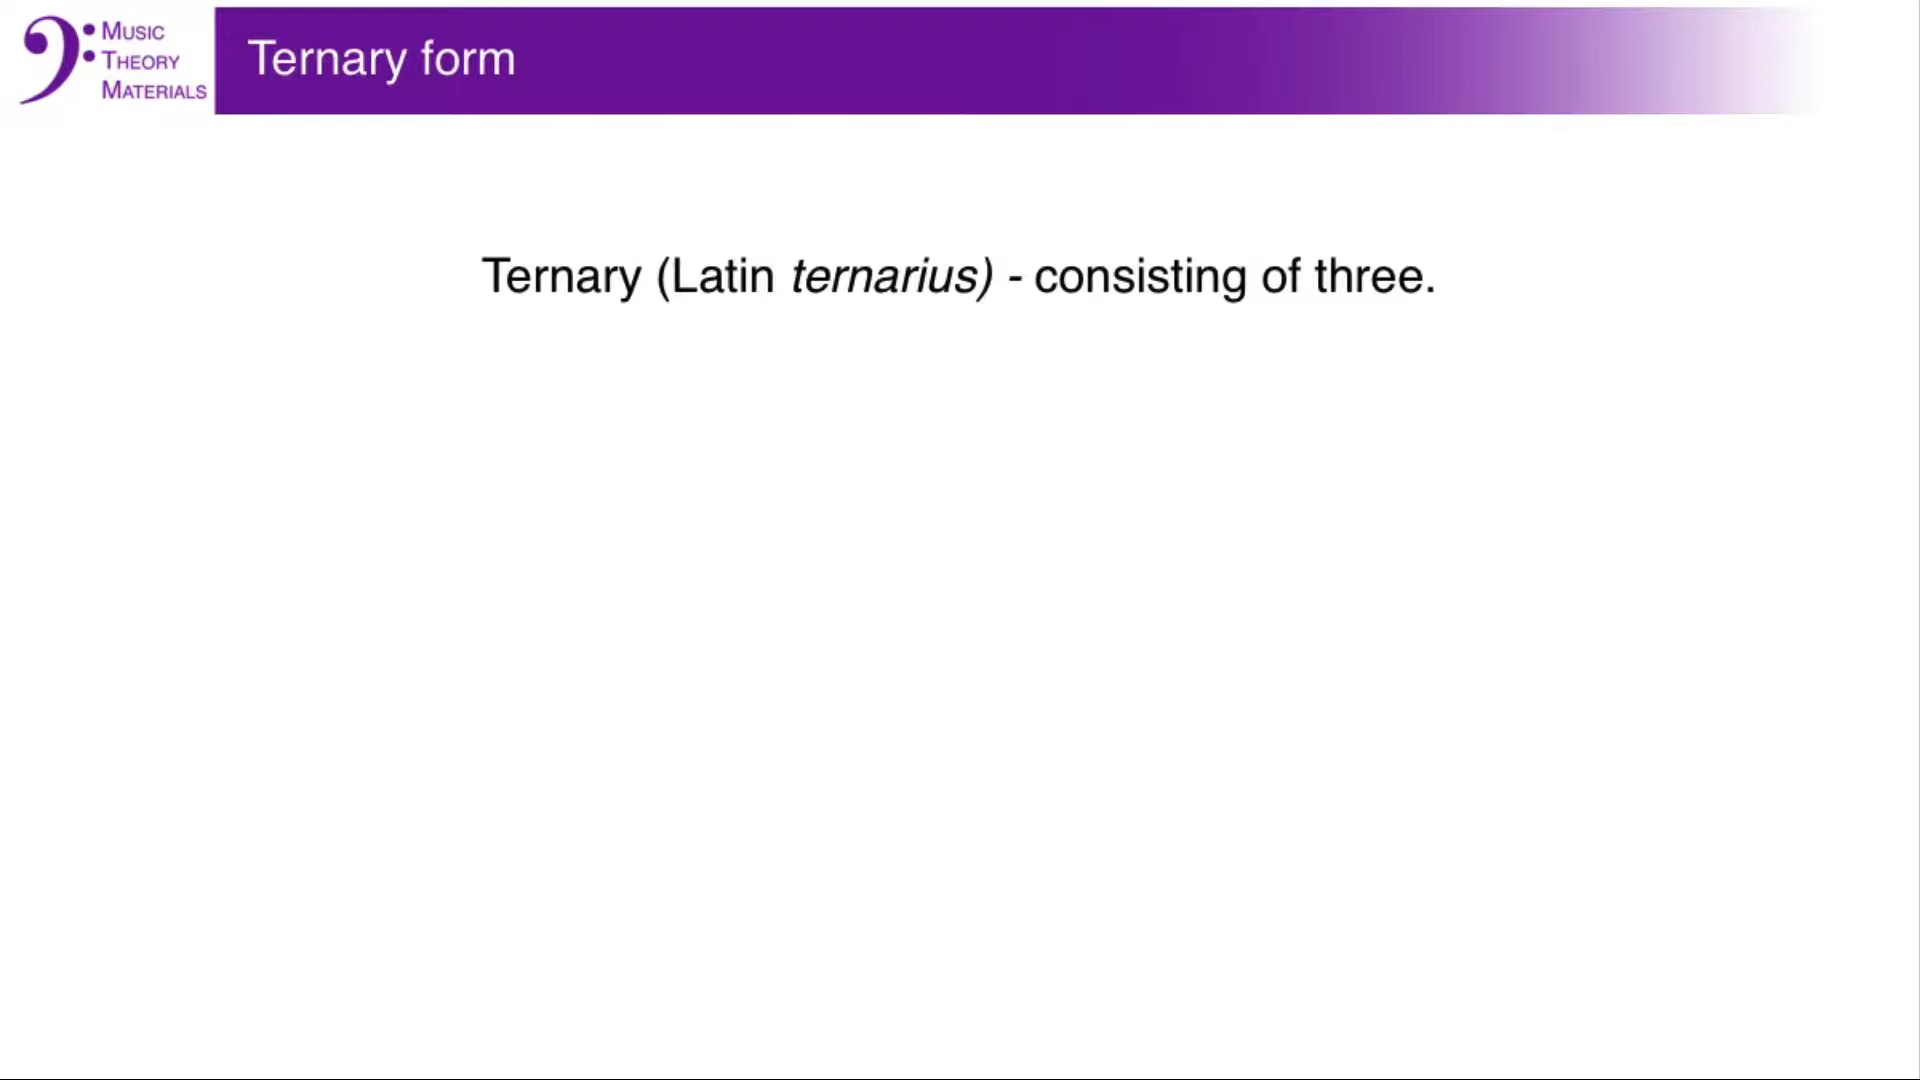 Music
Theory
Materials
Ternary form
Ternary (Latin ternarius) - consisting of three.